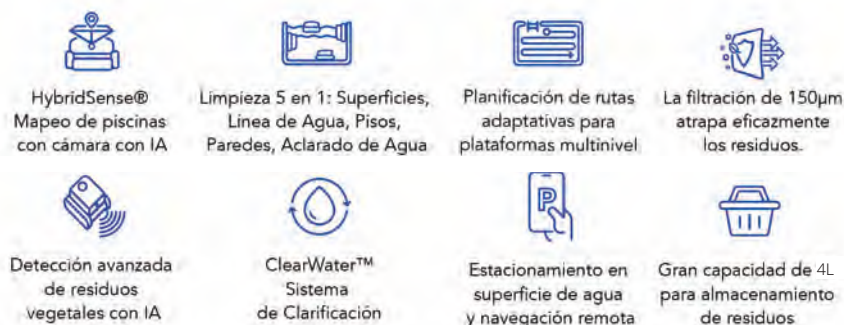 HybridSense®
Mapeo de piscinas
con cámara con IA
Limpieza 5 en 1: Superficies,
Línea de Agua, Pisos,
Paredes, Aclarado de Agua
Planificación de rutas
adaptativas para
plataformas multinivel
La filtración de 150µm
atrapa eficazmente
los residuos.
Detección avanzada
de residuos
vegetales con IA
ClearWater™
Sistema
de Clarificación
P
Estacionamiento en
superficie de agua
y navegación remota
Gran capacidad de 4L
para almacenamiento
de residuos